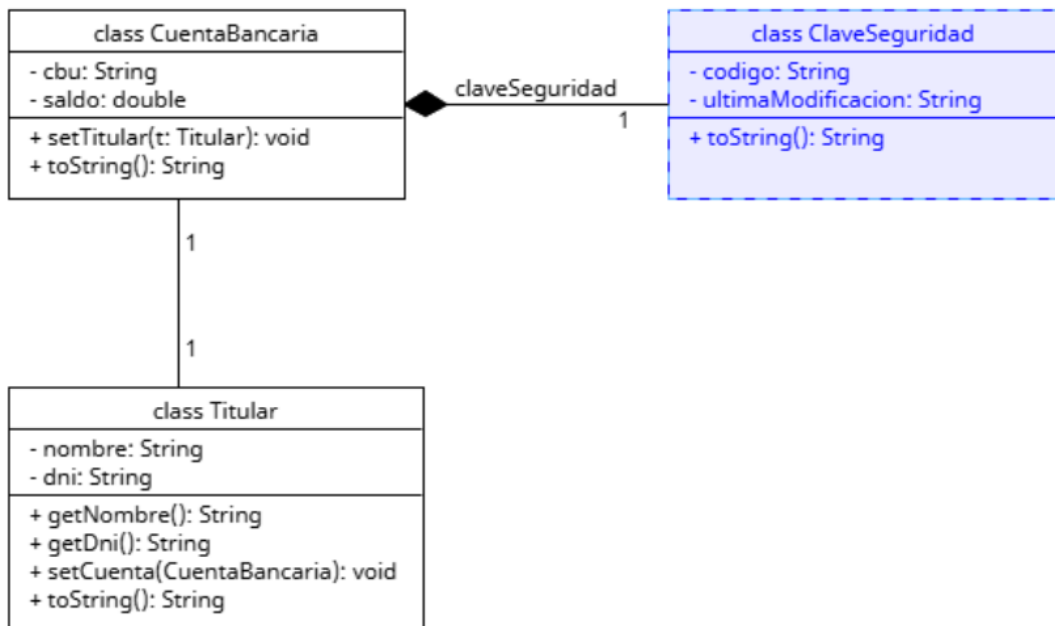 class CuentaBancaria
- cbu: String
- saldo: double
+ setTitular(t: Titular): void
+ toString(): String
claveSeguridad
1
class ClaveSeguridad
- codigo: String
- ultimaModificacion: String
+ toString(): String
1
1
class Titular
- nombre: String
- dni: String
+ getNombre(): String
+ getDni(): String
+ setCuenta(CuentaBancaria): void
+ toString(): String